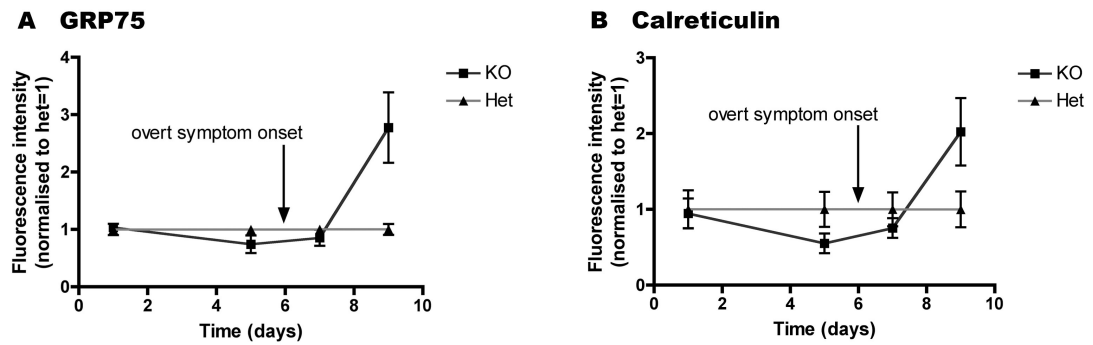 A GRP75
Fluorescence intensity
(normalised to het=1)
4
3
2
1
0
overt symptom onset
KO
Het
0 2 4 6 8 10
Time (days)
B Calreticulin
Fluorescence intensity
(normalised to het=1)
3
2
1
0
overt symptom onset
KO
Het
0 2 4 6 8 10
Time (days)